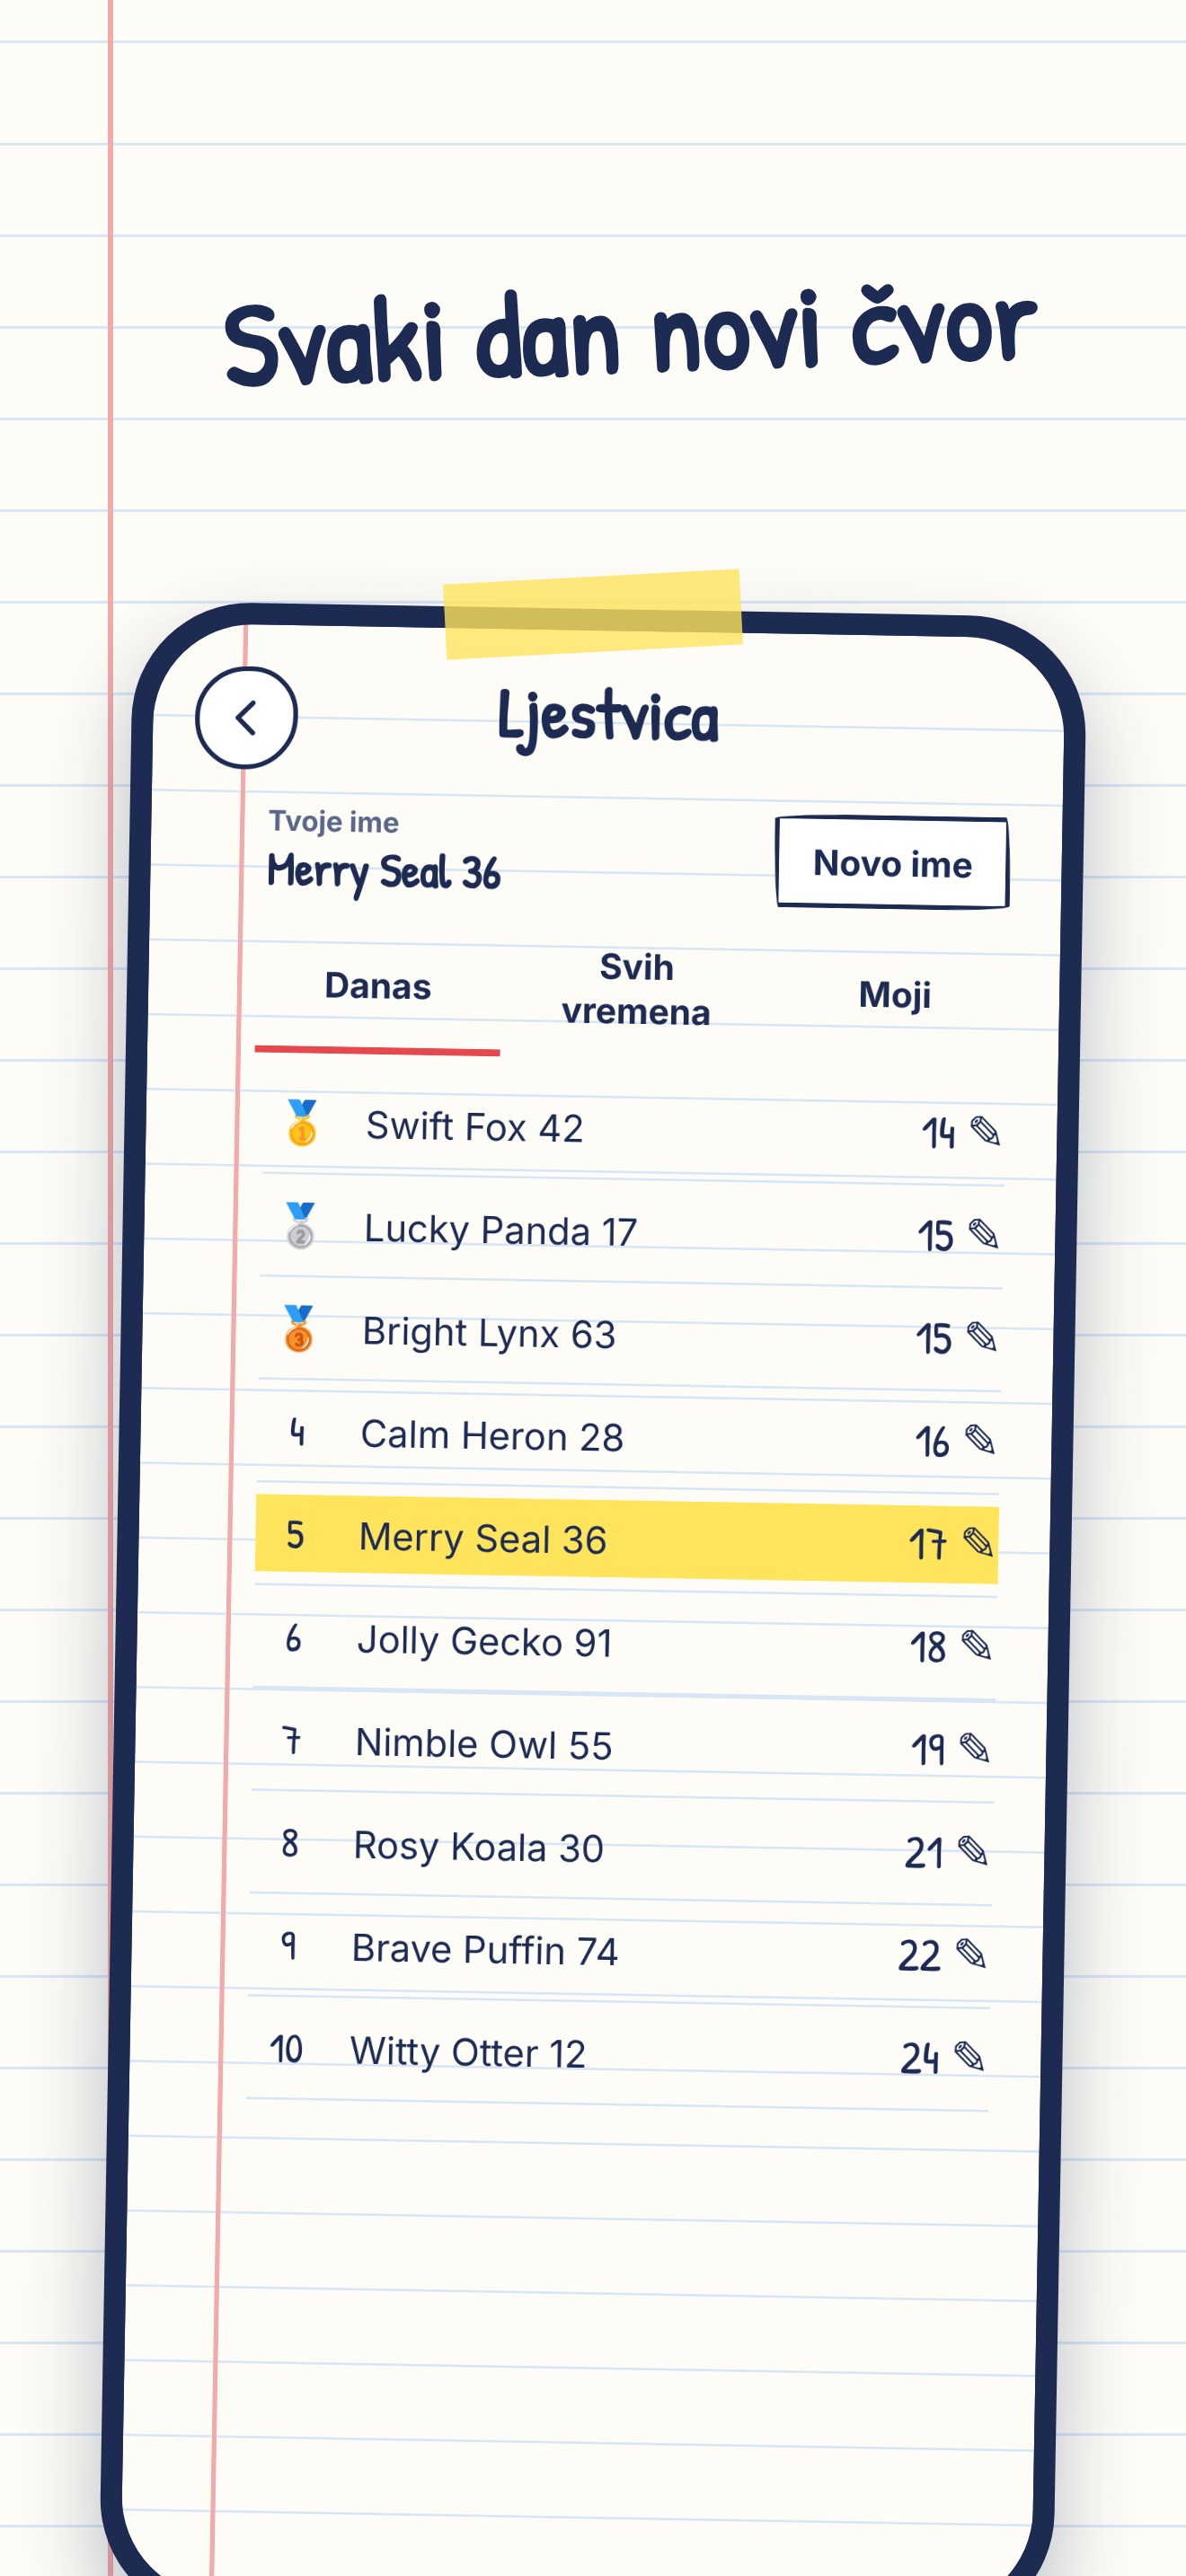 Svaki dan novi čvor
Ljestvica
Tvoje ime
Merry Seal 36
Novo ime
Danas
Svih
vremena
Moji
🥇 Swift Fox 42 14 ✎
🥈 Lucky Panda 17 15 ✎
🥉 Bright Lynx 63 15 ✎
4 Calm Heron 28 16 ✎
5 Merry Seal 36 17 ✎
6 Jolly Gecko 91 18 ✎
7 Nimble Owl 55 19 ✎
8 Rosy Koala 30 21 ✎
9 Brave Puffin 74 22 ✎
10 Witty Otter 12 24 ✎